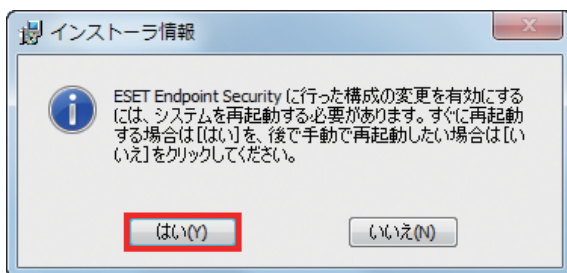 インストーラ情報
ESET Endpoint Security に行った構成の変更を有効にする
には、システムを再起動する必要があります。すぐに再起動
する場合は[はい]を、後で手動で再起動したい場合は[い
いえ]をクリックしてください。
はい(Y)
いいえ(N)